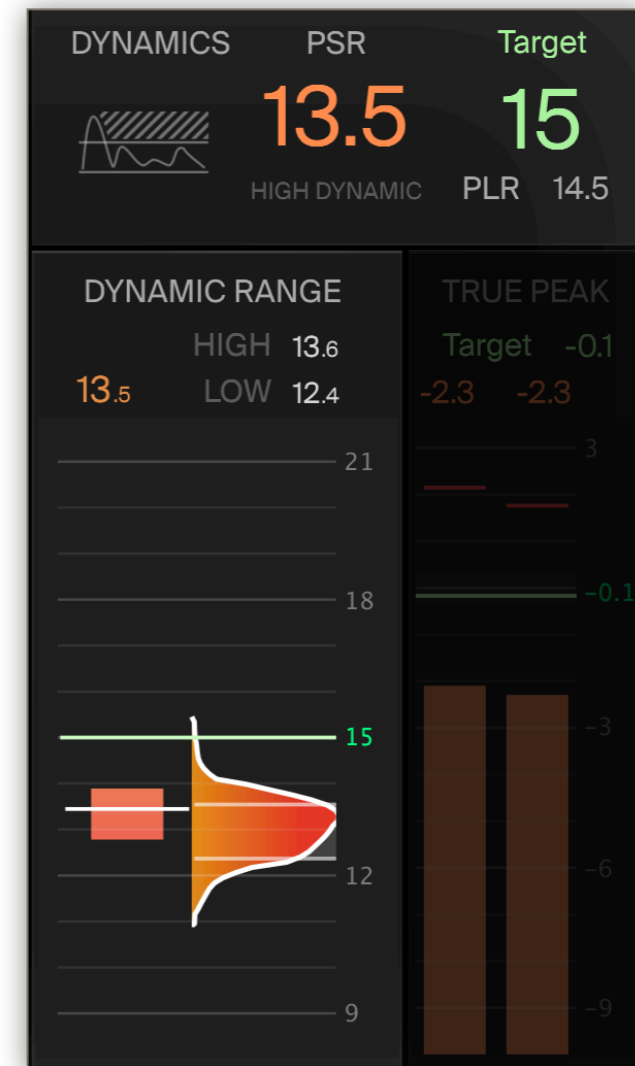 DYNAMICS PSR Target
13.5 15
HIGH DYNAMIC PLR 14.5
DYNAMIC RANGE
HIGH 13.6
13.5 LOW 12.4
21
18
15
12
9
TRUE PEAK
Target -0.1
-2.3 -2.3
3
-0.1
-3
-6
-9